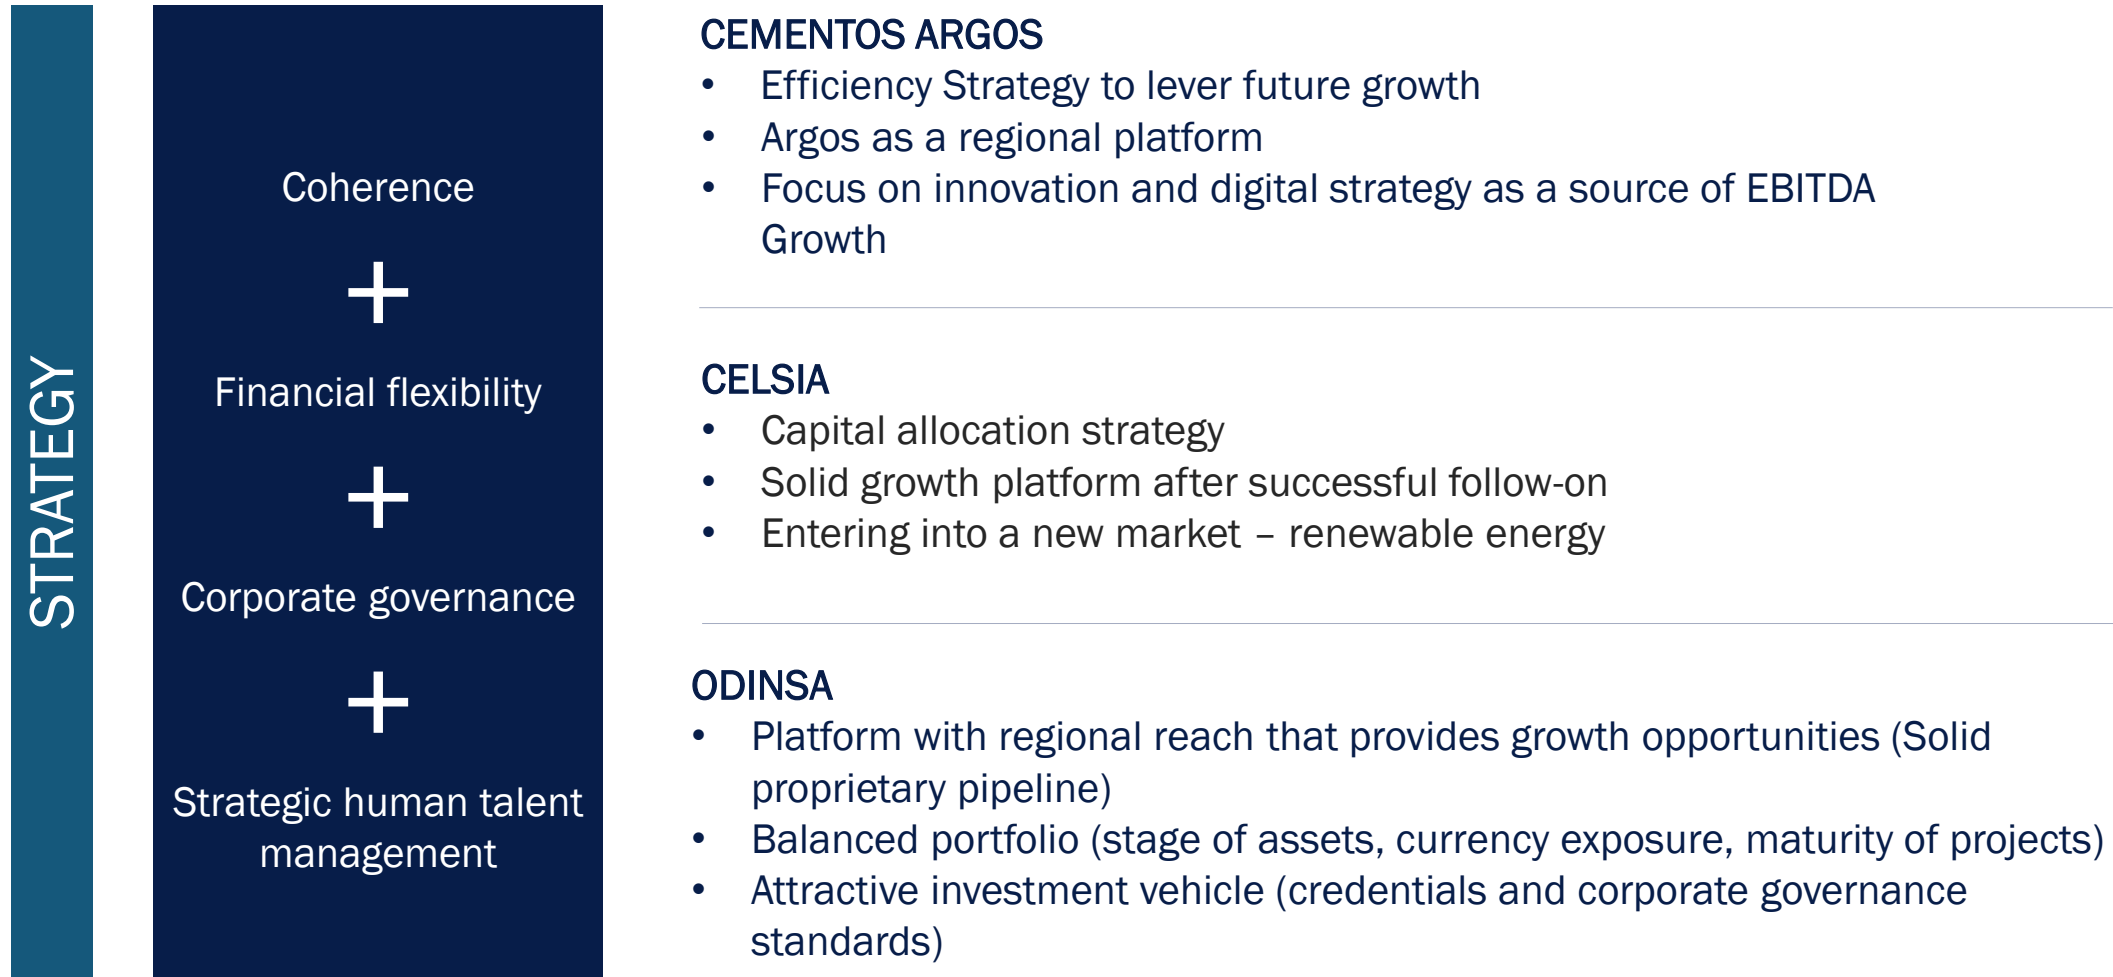 STRATEGY
Coherence
+
Financial flexibility
+
Corporate governance
+
Strategic human talent
management
CEMENTOS ARGOS
• Efficiency Strategy to lever future growth
• Argos as a regional platform
• Focus on innovation and digital strategy as a source of EBITDA
Growth
CELSIA
• Capital allocation strategy
• Solid growth platform after successful follow-on
• Entering into a new market – renewable energy
ODINSA
• Platform with regional reach that provides growth opportunities (Solid
proprietary pipeline)
• Balanced portfolio (stage of assets, currency exposure, maturity of projects)
• Attractive investment vehicle (credentials and corporate governance
standards)